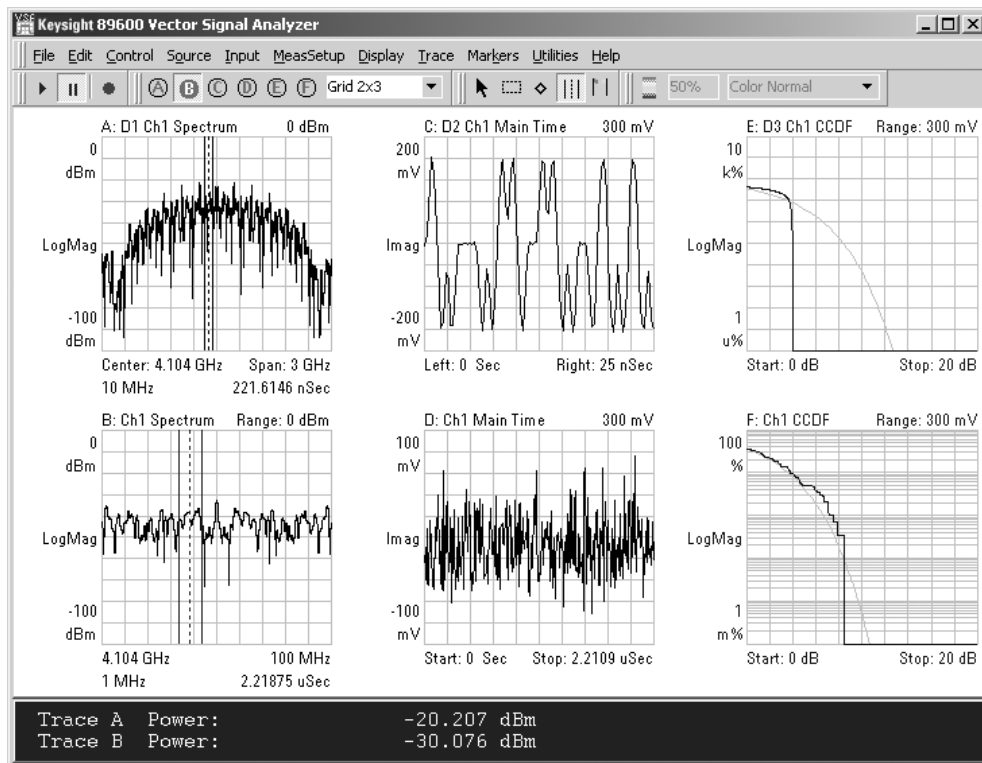 VSA Keysight 89600 Vector Signal Analyzer
File Edit Control Source Input MeasSetup Display Trace Markers Utilities Help
A B C D E F Grid 2x3 50% Color Normal
A: D1 Ch1 Spectrum 0 dBm
0
dBm
LogMag
-100
dBm
Center: 4.104 GHz Span: 3 GHz
10 MHz 221.6146 nSec
C: D2 Ch1 Main Time 300 mV
200
mV
Imag
-200
mV
Left: 0 Sec Right: 25 nSec
E: D3 Ch1 CCDF Range: 300 mV
10
k%
LogMag
1
u%
Start: 0 dB Stop: 20 dB
B: Ch1 Spectrum Range: 0 dBm
0
dBm
LogMag
-100
dBm
4.104 GHz 100 MHz
1 MHz 2.21875 uSec
D: Ch1 Main Time 300 mV
100
mV
Imag
-100
mV
Start: 0 Sec Stop: 2.2109 uSec
F: Ch1 CCDF Range: 300 mV
100
%
LogMag
1
m%
Start: 0 dB Stop: 20 dB
Trace A Power: -20.207 dBm
Trace B Power: -30.076 dBm